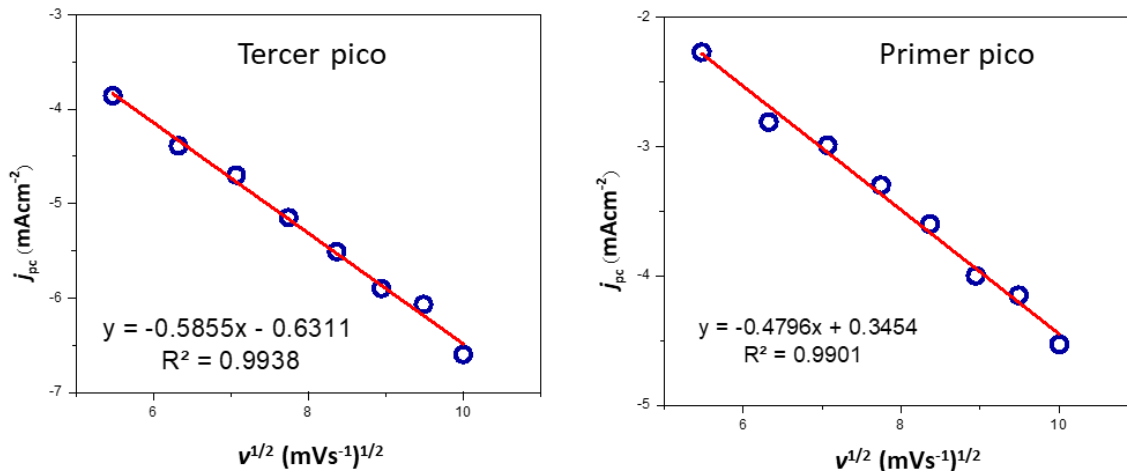 Tercer pico
-3
-4
-5
-6
-7
j_pc (mAcm⁻²)
y = -0.5855x - 0.6311
R² = 0.9938
6
8
10
v^1/2 (mVs⁻¹)^1/2
Primer pico
-2
-3
-4
-5
j_pc (mAcm⁻²)
y = -0.4796x + 0.3454
R² = 0.9901
6
8
10
v^1/2 (mVs⁻¹)^1/2